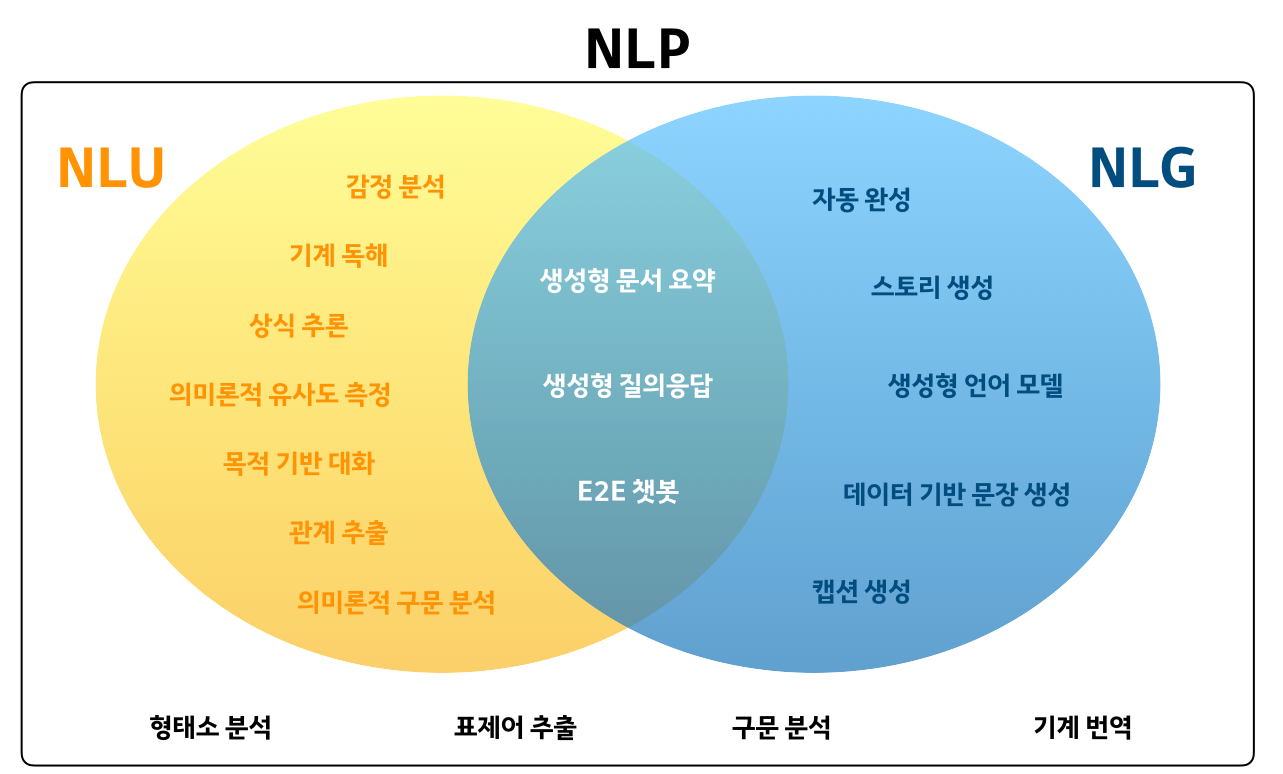 NLP
NLU
감정 분석
기계 독해
상식 추론
의미론적 유사도 측정
목적 기반 대화
관계 추출
의미론적 구문 분석
생성형 문서 요약
생성형 질의응답
E2E 챗봇
NLG
자동 완성
스토리 생성
생성형 언어 모델
데이터 기반 문장 생성
캡션 생성
형태소 분석
표제어 추출
구문 분석
기계 번역